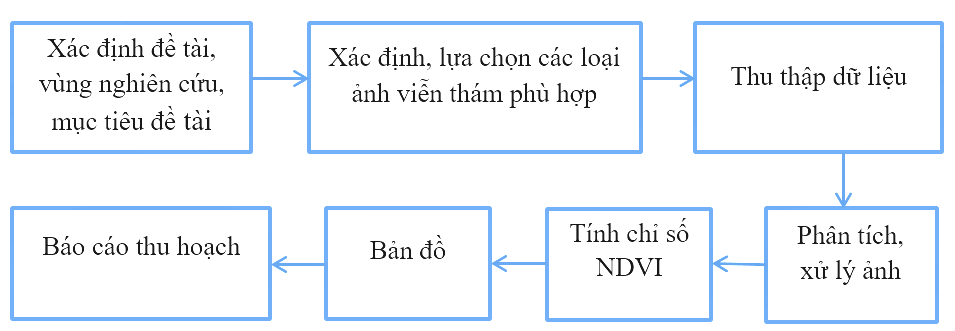 Xác định đề tài,
vùng nghiên cứu,
mục tiêu đề tài
Xác định, lựa chọn các loại
ảnh viễn thám phù hợp
Thu thập dữ liệu
Phân tích,
xử lý ảnh
Tính chỉ số
NDVI
Bản đồ
Báo cáo thu hoạch